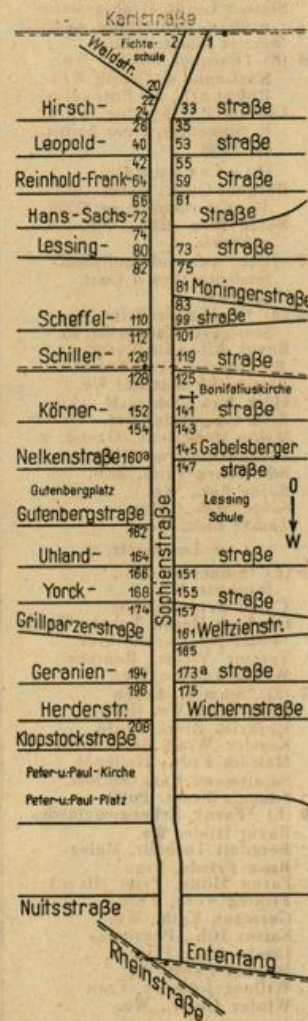 Karlstraße
Waldstr. Fichte- 2 1
schule
20
22
Hirsch- 24 33 straße
26 35
Leopold- 40 53 straße
42 55
Reinhold-Frank- 64 59 Straße
66 61
Hans-Sachs- 72 Straße
74
Lessing- 80 73 straße
82 75
81 Moningerstraße
83
Scheffel- 110 99 straße
112 101
Schiller- 126 119 straße
128 125
Bonifatiuskirche
Körner- 152 141 straße
154 143
Nelkenstraße 160a 145 Gabelsberger
147 straße
Gutenbergplatz Lessing
Schule
O
W
Gutenbergstraße
162
Sophienstraße
Uhland- 164 straße
166 151
Yorck- 168 155 straße
174 157
Grillparzerstraße 161 Weltzienstr.
165
Geranien- 194 173a straße
196 175
Herderstr. Wichernstraße
208
Klopstockstraße
Peter-u.-Paul-Kirche
Peter-u.-Paul-Platz
Nuitsstraße
Rheinstraße Entenfang